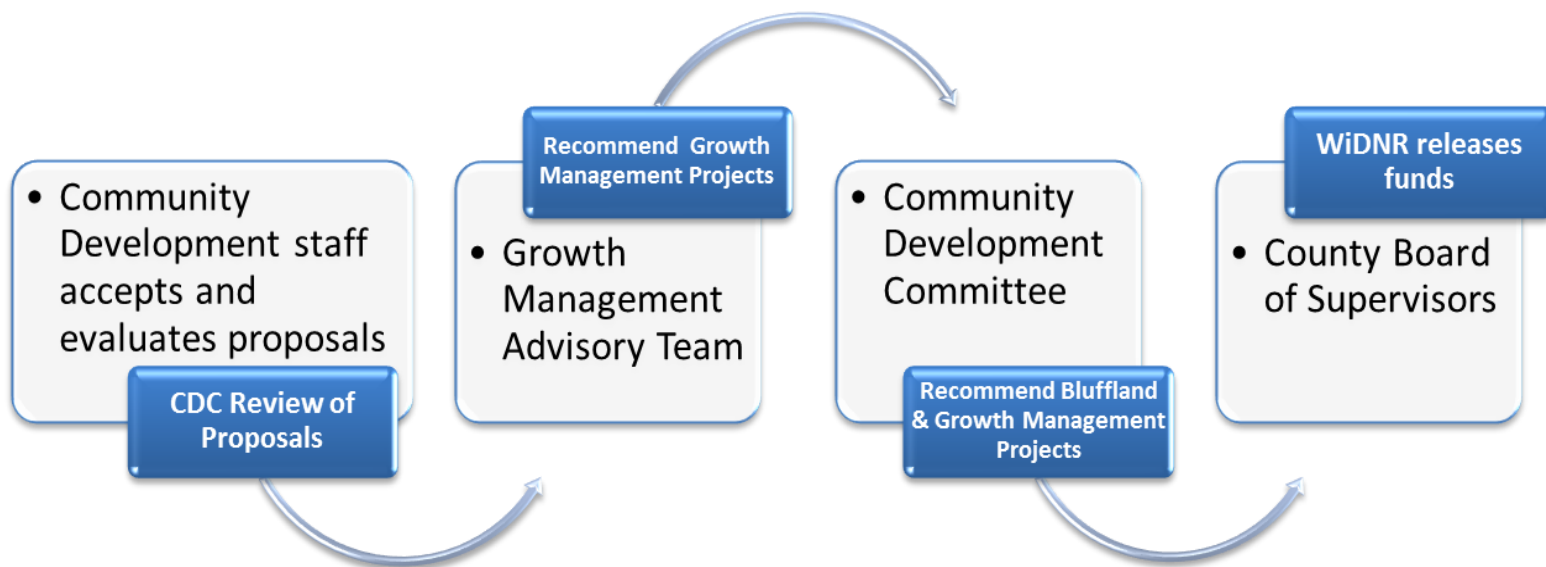 • Community
Development staff
accepts and
evaluates proposals
CDC Review of
Proposals
Recommend Growth
Management Projects
• Growth
Management
Advisory Team
• Community
Development
Committee
Recommend Bluffland
& Growth Management
Projects
WiDNR releases
funds
• County Board
of Supervisors